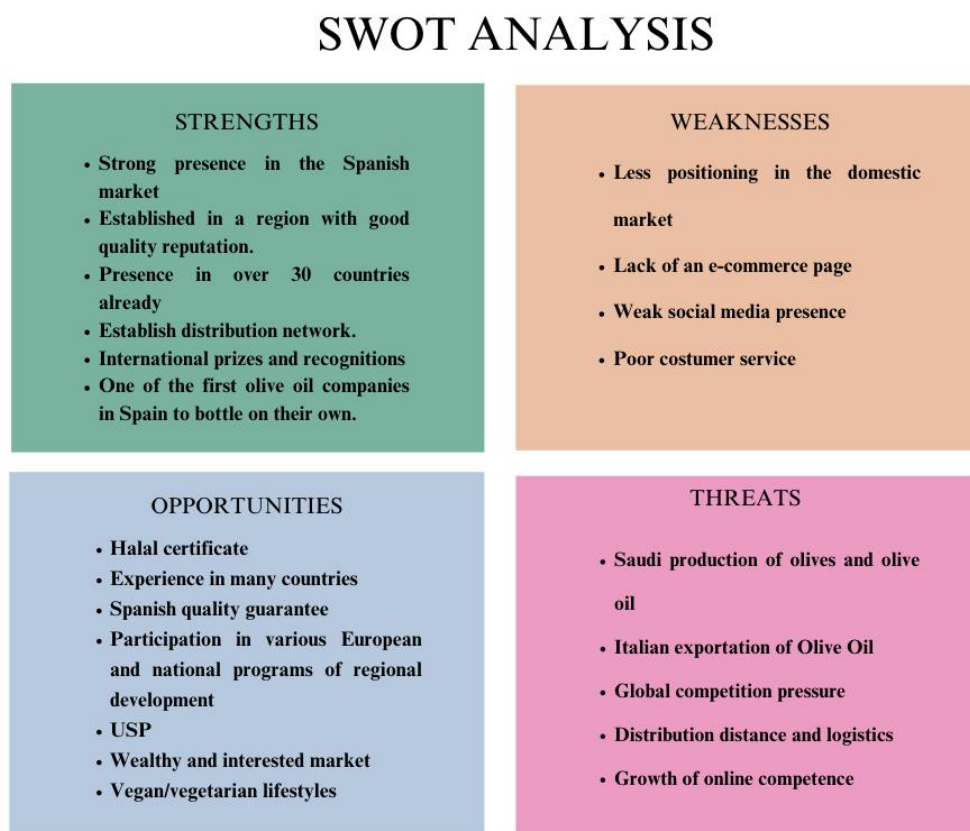 SWOT ANALYSIS
STRENGTHS
• Strong presence in the Spanish
market
• Established in a region with good
quality reputation.
• Presence in over 30 countries
already
• Establish distribution network.
• International prizes and recognitions
• One of the first olive oil companies
in Spain to bottle on their own.
WEAKNESSES
• Less positioning in the domestic
market
• Lack of an e-commerce page
• Weak social media presence
• Poor costumer service
OPPORTUNITIES
• Halal certificate
• Experience in many countries
• Spanish quality guarantee
• Participation in various European
and national programs of regional
development
• USP
• Wealthy and interested market
• Vegan/vegetarian lifestyles
THREATS
• Saudi production of olives and olive
oil
• Italian exportation of Olive Oil
• Global competition pressure
• Distribution distance and logistics
• Growth of online competence